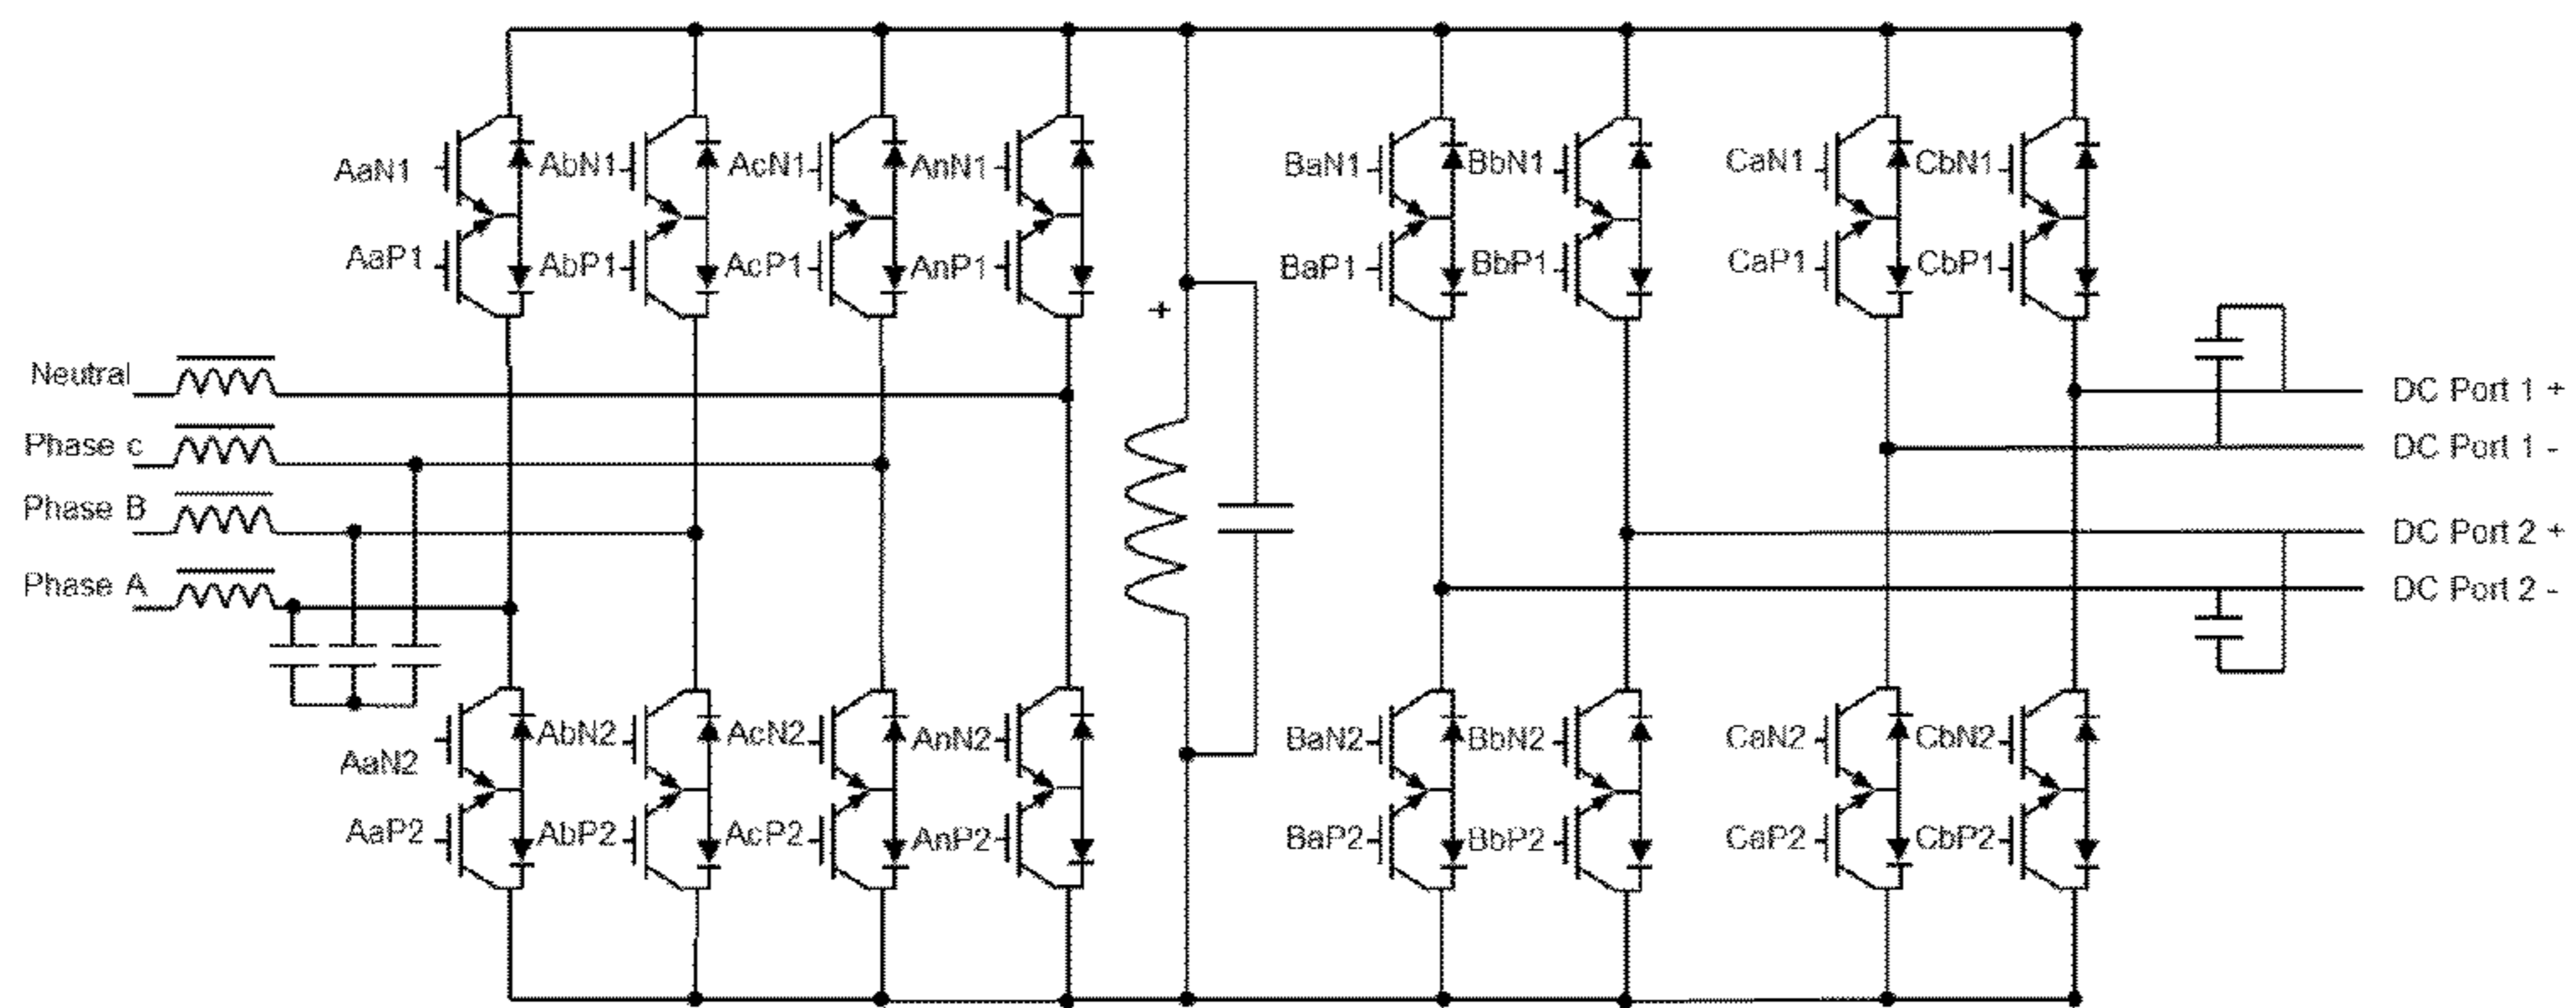 AaN1 AbN1 AcN1 AnN1 BaN1 BbN1 CaN1 CbN1
AaP1 AbP1 AcP1 AnP1 BaP1 BbP1 CaP1 CbP1
+
Neutral DC Port 1 +
Phase c DC Port 1 -
Phase B DC Port 2 +
Phase A DC Port 2 -
AaN2 AbN2 AcN2 AnN2 BaN2 BbN2 CaN2 CbN2
AaP2 AbP2 AcP2 AnP2 BaP2 BbP2 CaP2 CbP2